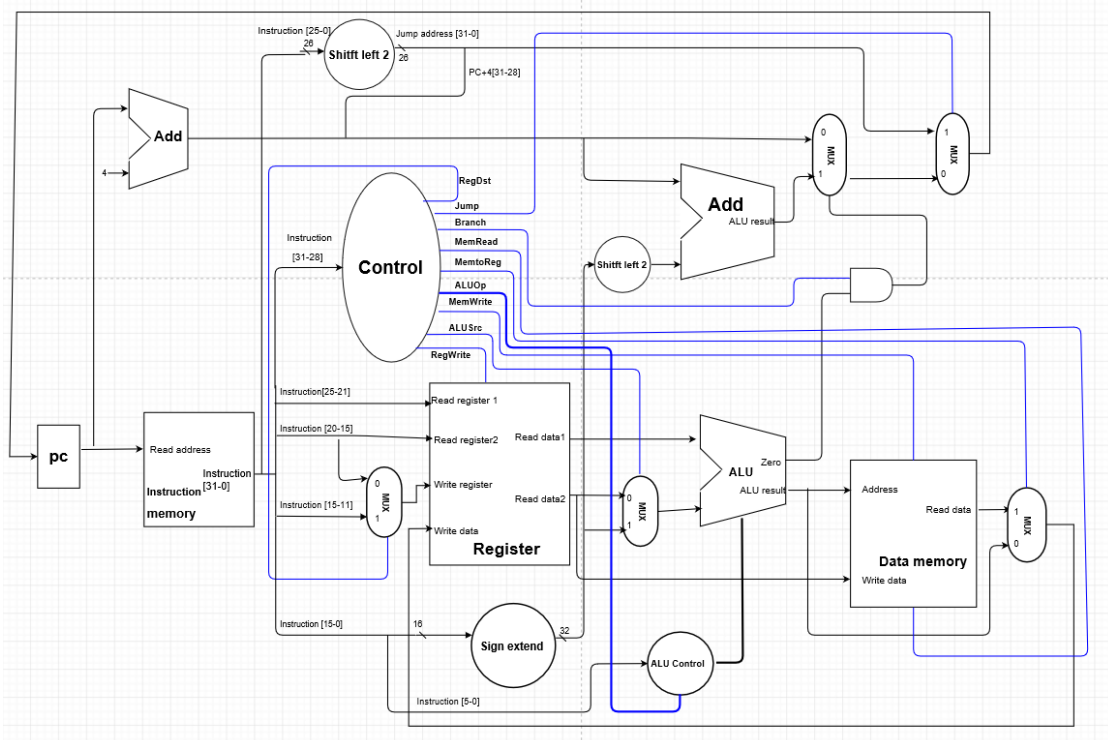 Instruction [25-0]
26
Shitft left 2
Jump address [31-0]
26
PC+4[31-28]
Add
4
0
MUX
1
1
MUX
0
RegDst
Jump
Branch
MemRead
MemtoReg
ALUOp
MemWrite
ALUSrc
RegWrite
Instruction
[31-28]
Control
Add
ALU result
Shitft left 2
pc
Read address
Instruction
[31-0]
Instruction
memory
Instruction[25-21]
Instruction [20-15]
Instruction [15-11]
0
MUX
1
Read register 1
Read register2
Write register
Write data
Read data1
Read data2
Register
0
MUX
1
ALU
Zero
ALU result
Address
Read data
Data memory
Write data
1
MUX
0
Instruction [15-0]
16
Sign extend
32
ALU Control
Instruction [5-0]